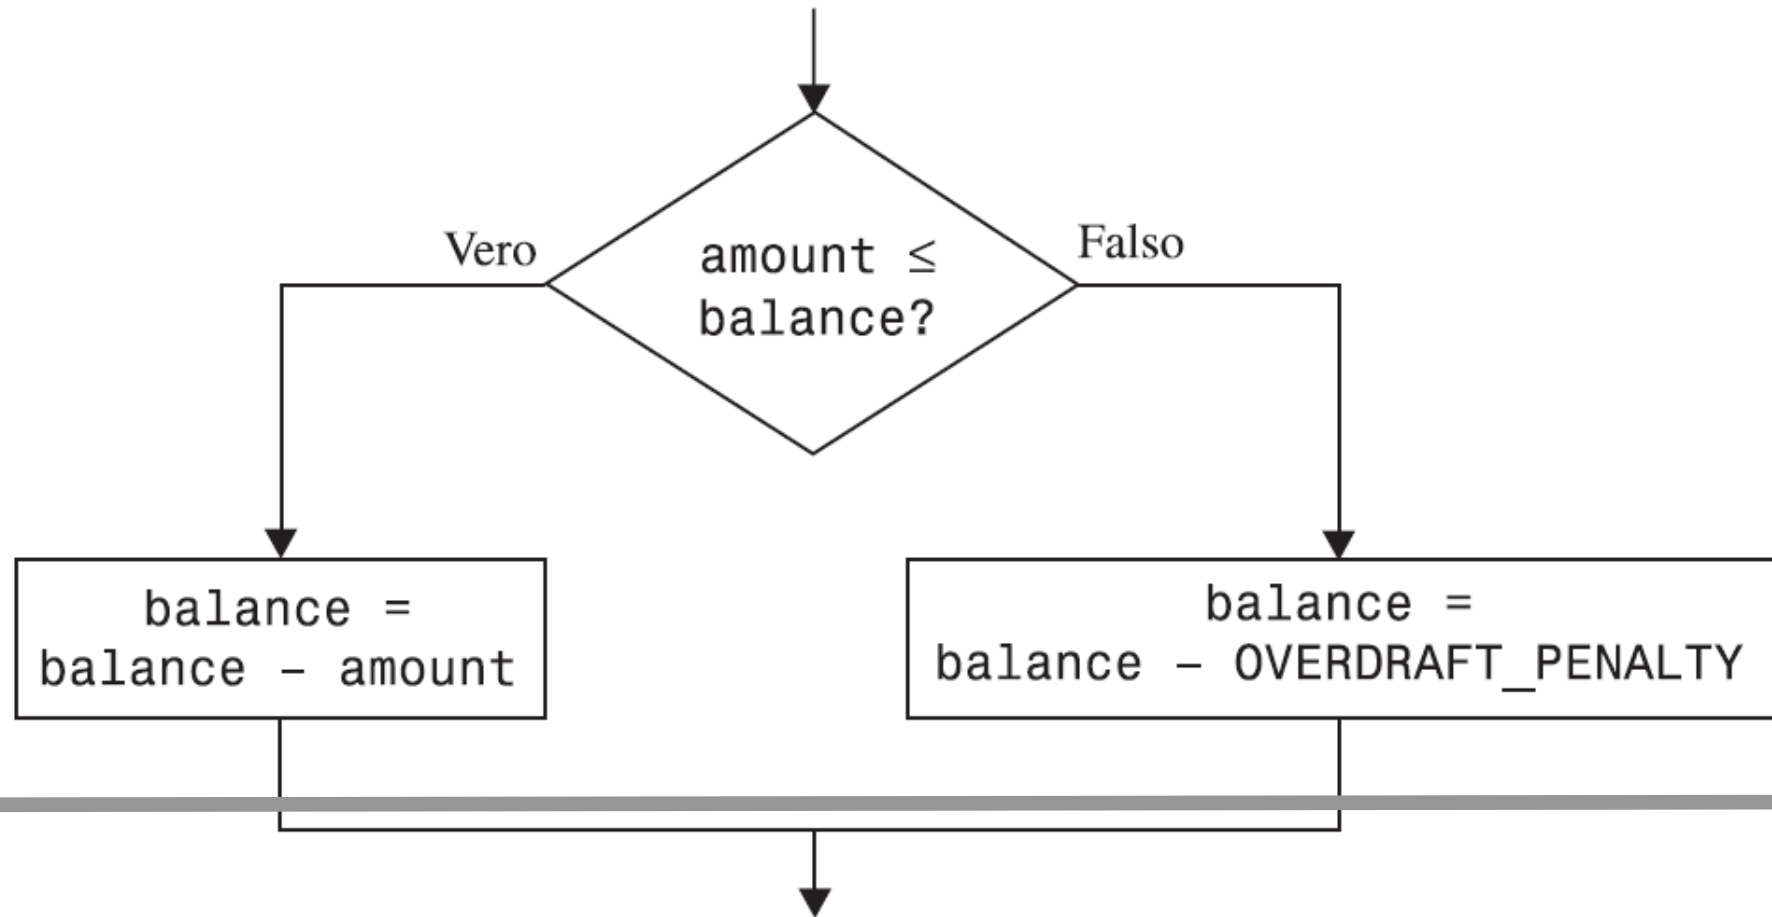 Vero
amount ≤
balance?
Falso
balance =
balance – amount
balance =
balance – OVERDRAFT_PENALTY